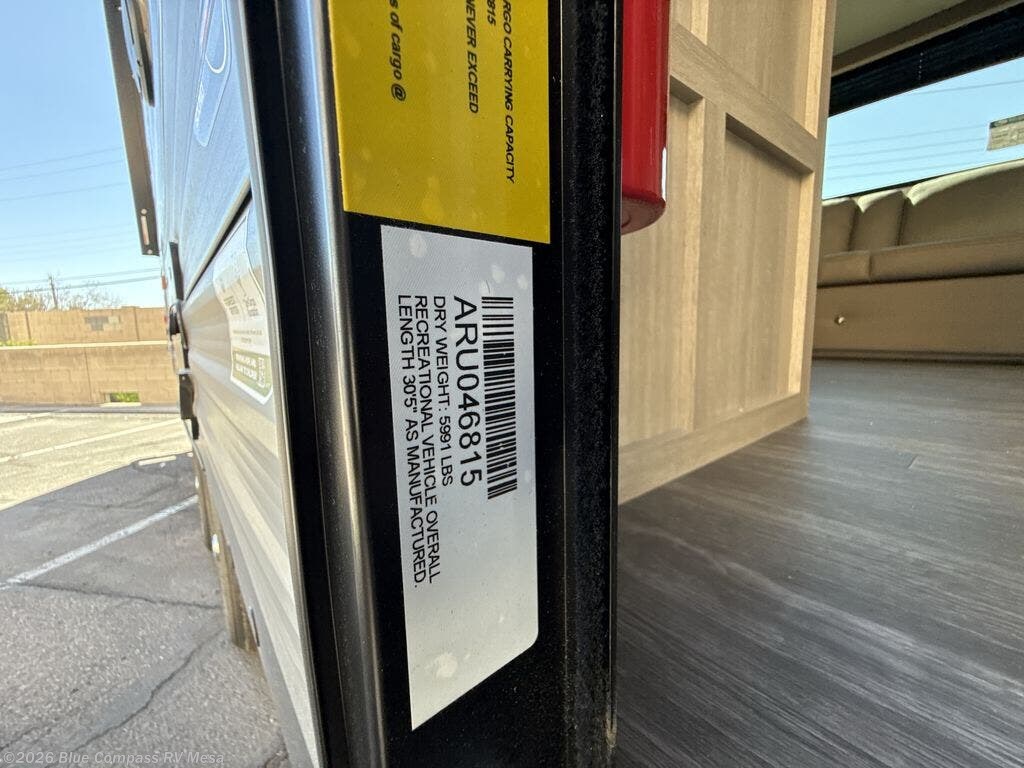 CARGO CARRYING CAPACITY
6815
NEVER EXCEED
s of cargo @
ARU046815
DRY WEIGHT: 5991 LBS
RECREATIONAL VEHICLE OVERALL
LENGTH 30'5" AS MANUFACTURED.
©2026 Blue Compass RV Mesa